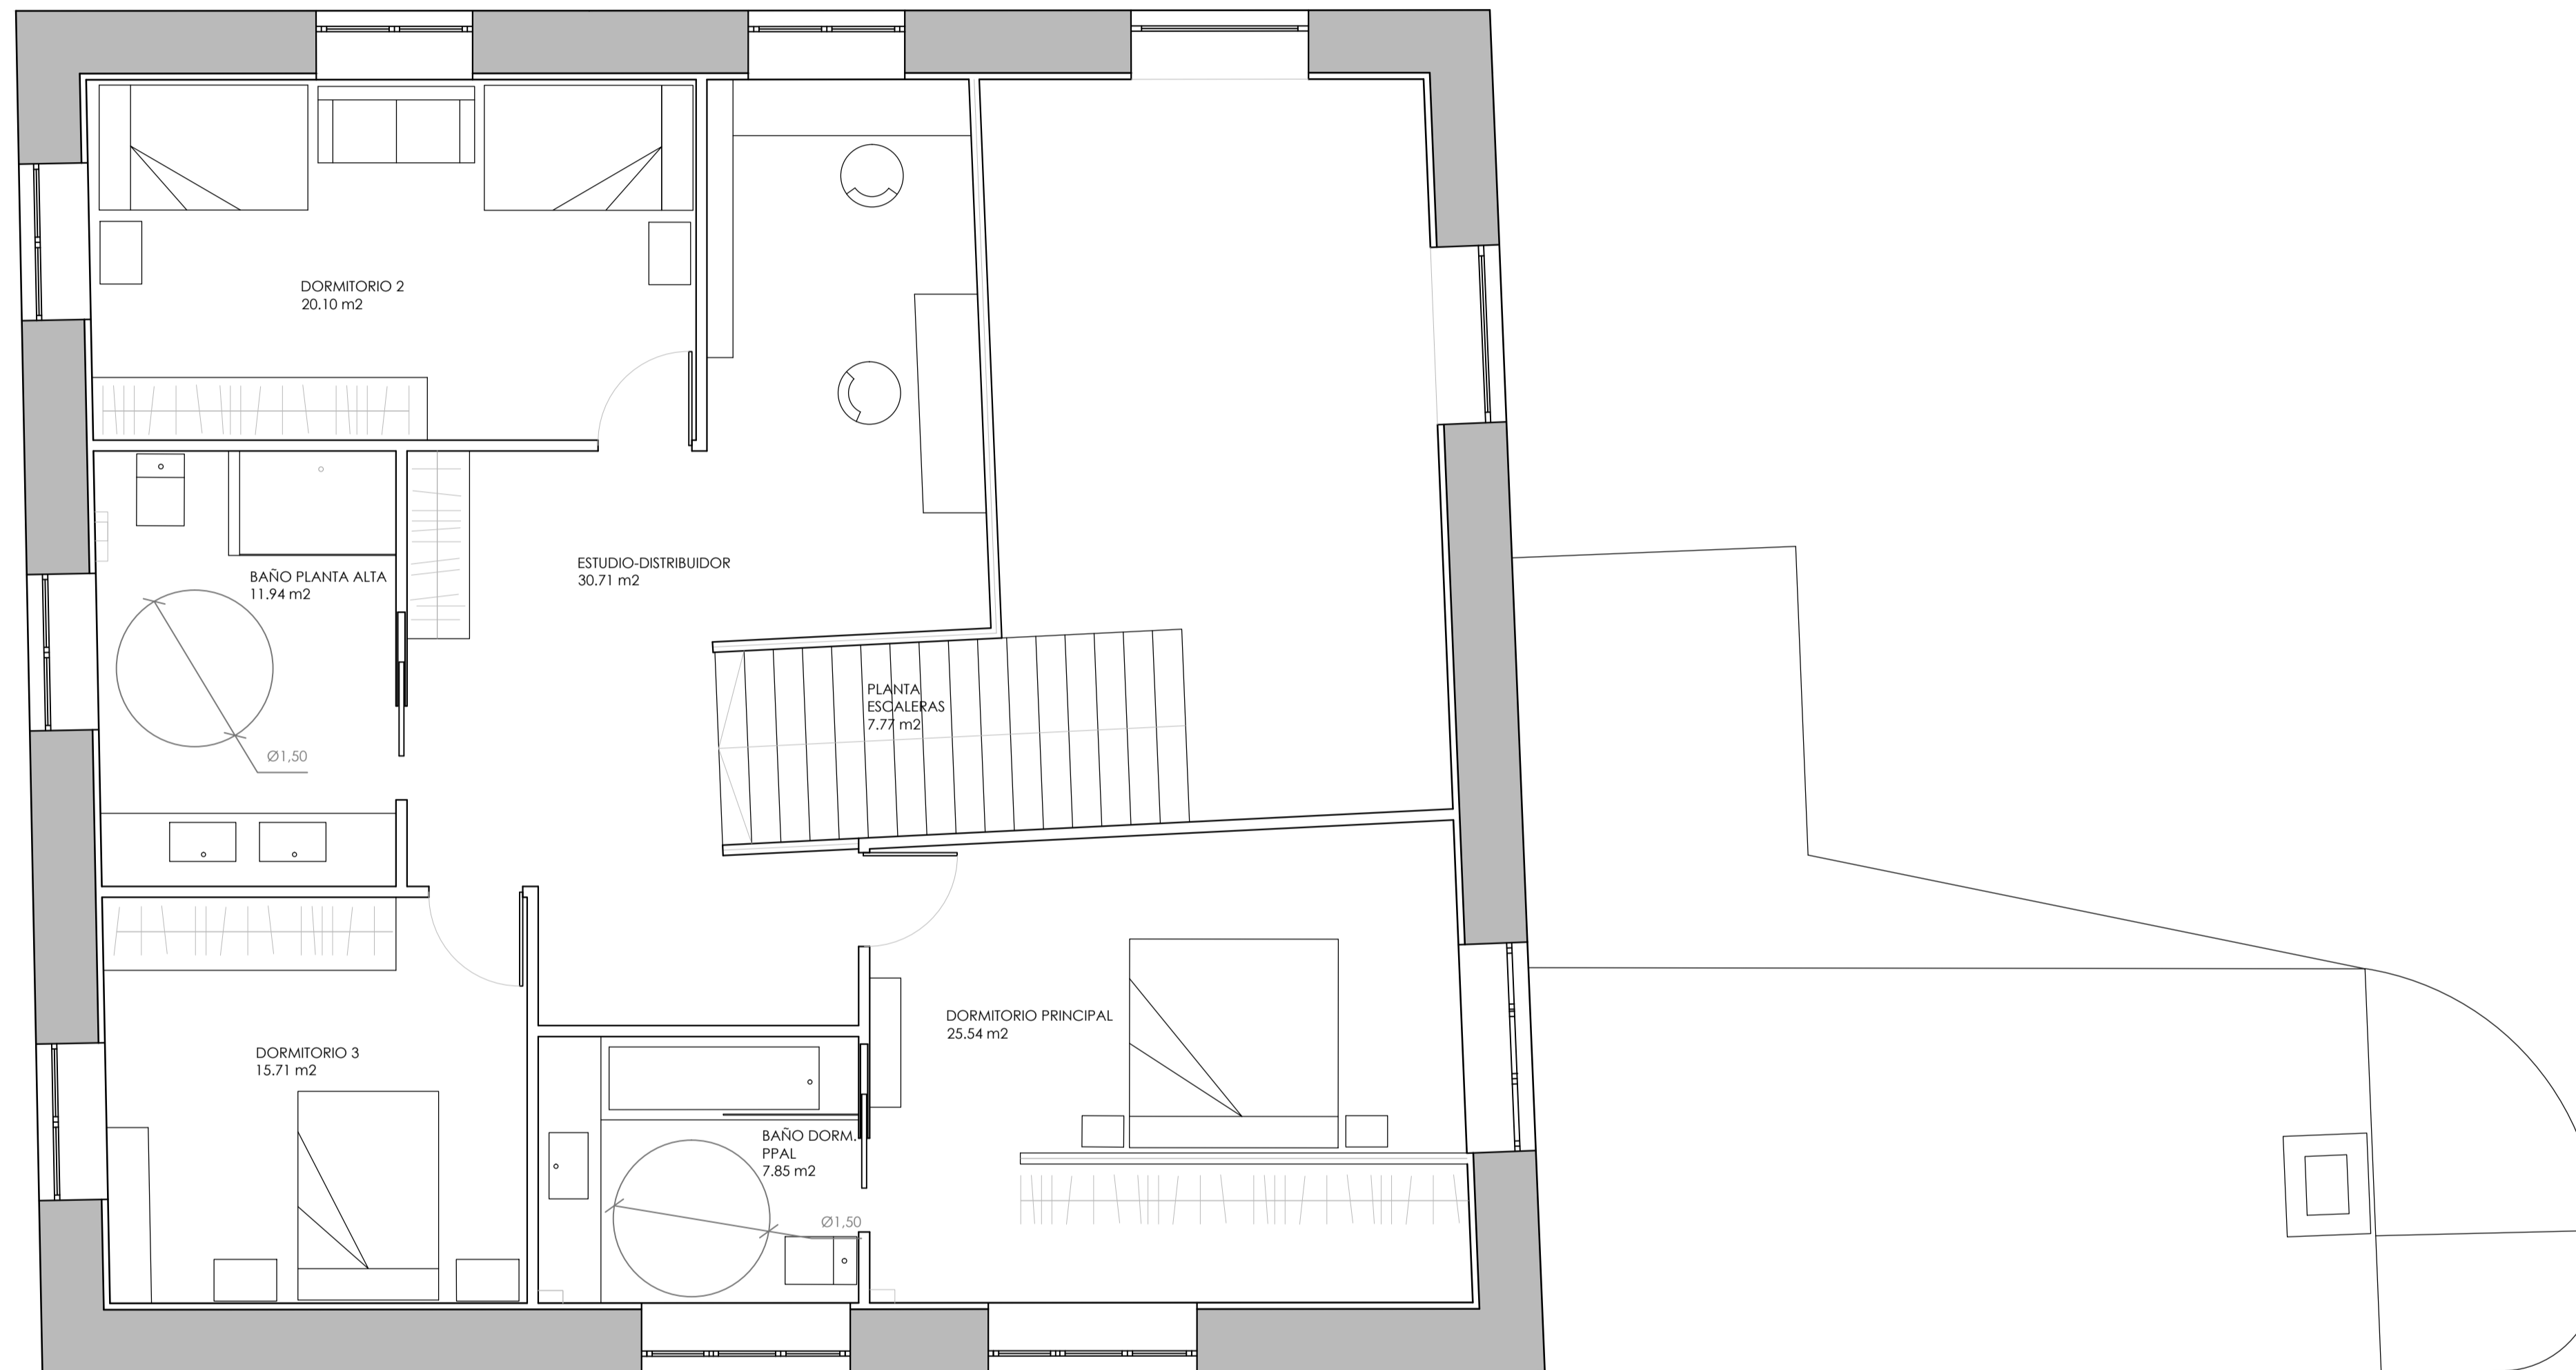 DORMITORIO 2
20.10 m2
ESTUDIO-DISTRIBUIDOR
30.71 m2
BAÑO PLANTA ALTA
11.94 m2
Ø1,50
PLANTA
ESCALERAS
7.77 m2
DORMITORIO PRINCIPAL
25.54 m2
DORMITORIO 3
15.71 m2
BAÑO DORM.
PPAL
7.85 m2
Ø1,50